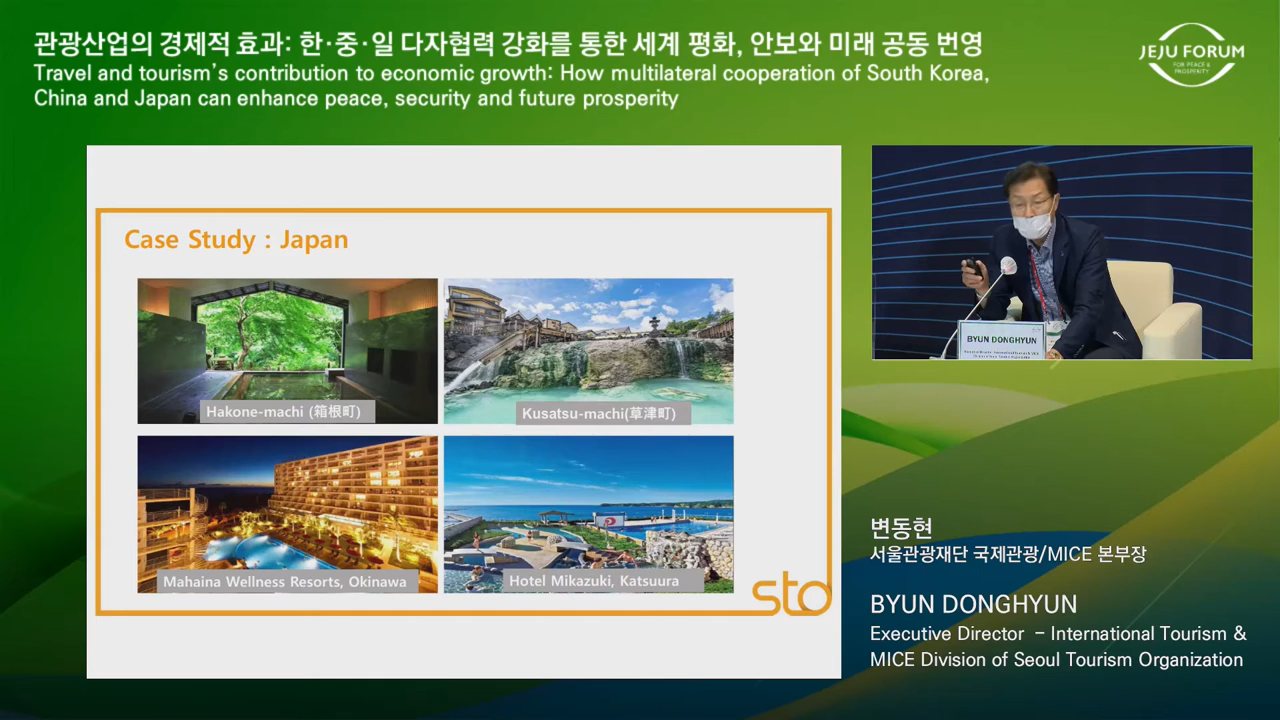 관광산업의 경제적 효과: 한·중·일 다자협력 강화를 통한 세계 평화, 안보와 미래 공동 번영
Travel and tourism's contribution to economic growth: How multilateral cooperation of South Korea,
China and Japan can enhance peace, security and future prosperity
JEJU FORUM
FOR PEACE &
PROSPERITY
Case Study : Japan
Hakone-machi (箱根町)
Kusatsu-machi(草津町)
Mahaina Wellness Resorts, Okinawa
Hotel Mikazuki, Katsuura
sto
BYUN DONGHYUN
변동현
서울관광재단 국제관광/MICE 본부장
BYUN DONGHYUN
Executive Director - International Tourism &
MICE Division of Seoul Tourism Organization